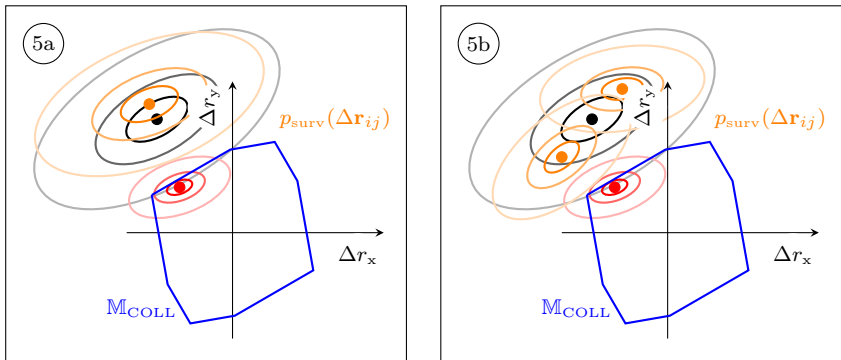 5a
Δr_y
p_surv(Δ𝐫_ij)
Δr_x
𝕄_COLL
5b
Δr_y
p_surv(Δ𝐫_ij)
Δr_x
𝕄_COLL